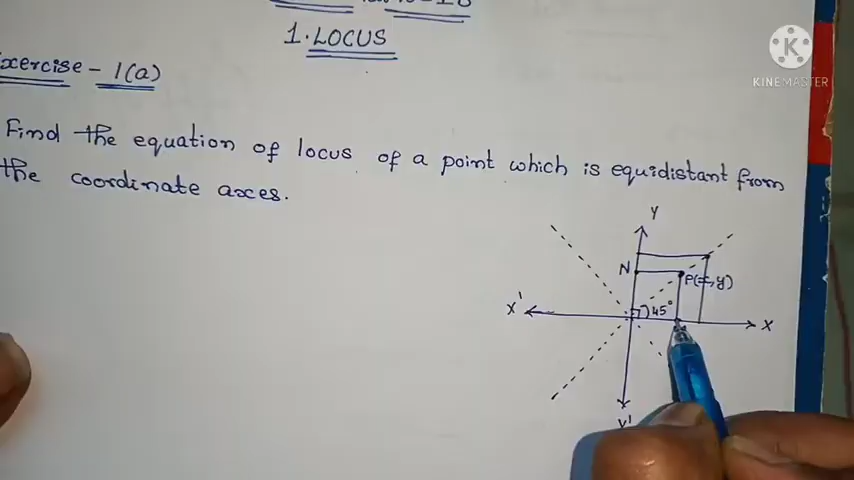 1. LOCUS
Exercise - 1(a)
Find the equation of locus of a point which is equidistant from
the coordinate axes.
Y
N
P(x, y)
45°
X'
X
Y'
K
KINEMASTER